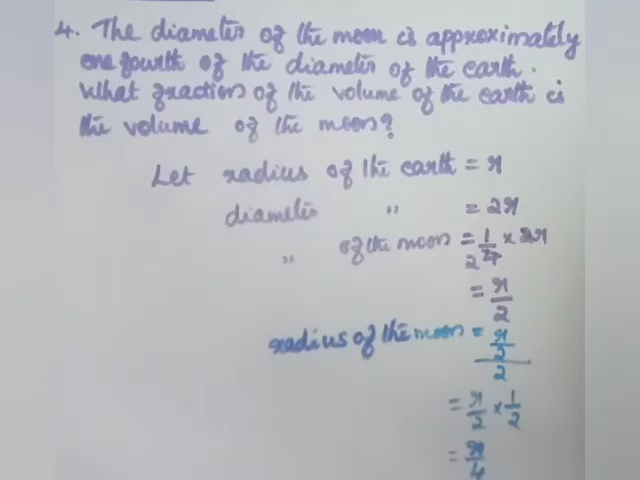 4. The diameter of the moon is approximately
one fourth of the diameter of the earth.
What fraction of the volume of the earth is
the volume of the moon?
Let radius of the earth = r
diameter " = 2r
" of the moon = 1/4 × 2r
2
= r/2
radius of the moon = r/2
/2
= r/2 × 1/2
= r/4